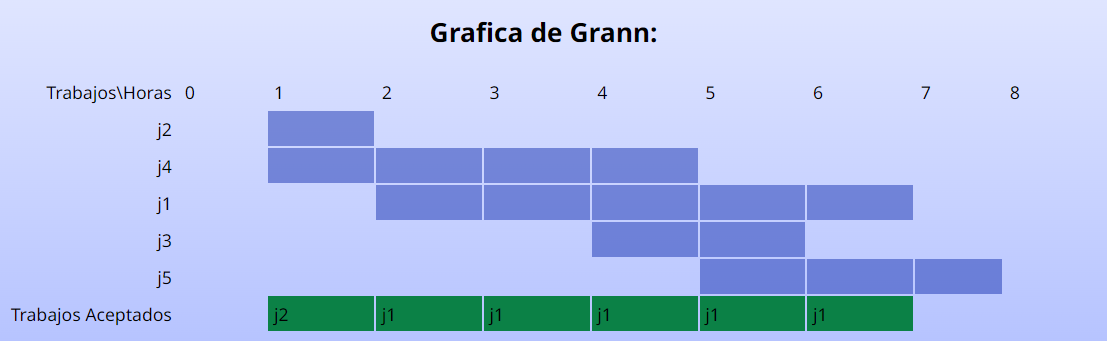 Grafica de Grann:
Trabajos\Horas 0 1 2 3 4 5 6 7 8
j2
j4
j1
j3
j5
Trabajos Aceptados j2 j1 j1 j1 j1 j1